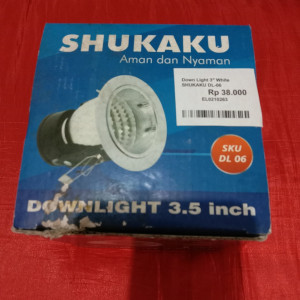 SHUKAKU
Aman dan Nyaman
Down Light 3" White
SHUKAKU DL-06
Rp 38.000
EL0210263
SKU
DL 06
DOWNLIGHT 3.5 inch